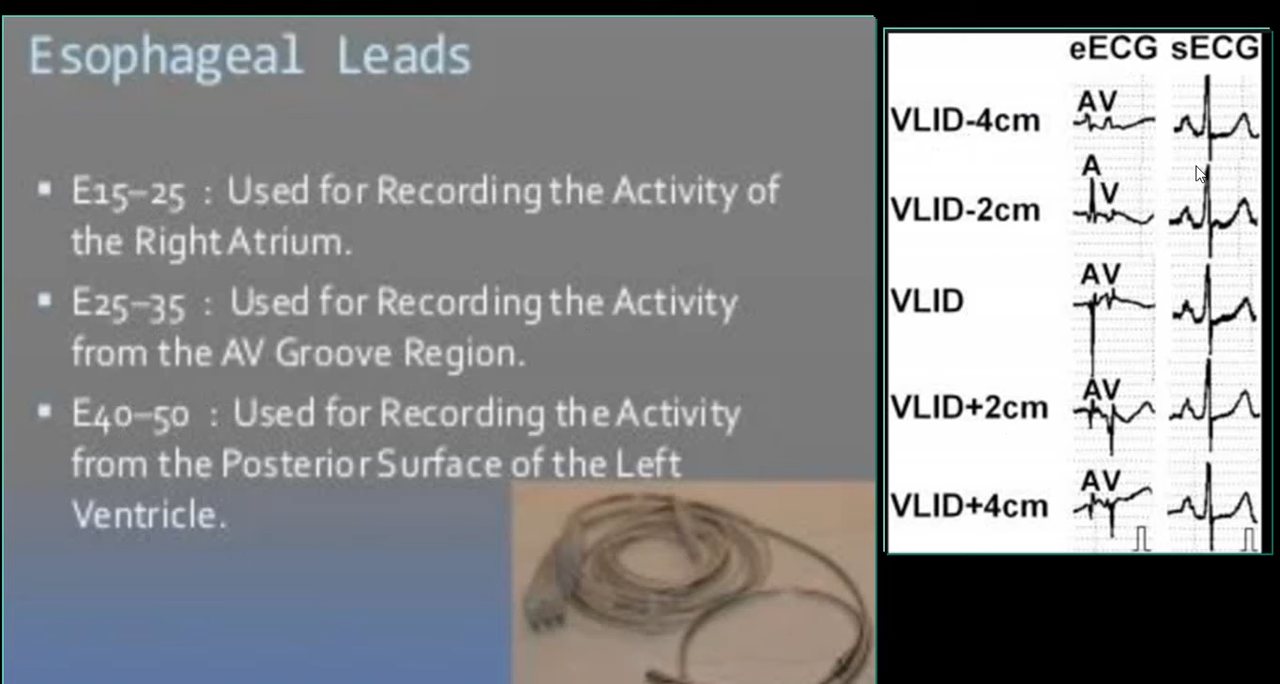 Esophageal Leads
▪ E15–25 : Used for Recording the Activity of
the Right Atrium.
▪ E25–35 : Used for Recording the Activity
from the AV Groove Region.
▪ E40–50 : Used for Recording the Activity
from the Posterior Surface of the Left
Ventricle.
eECG sECG
VLID-4cm AV
VLID-2cm A V
VLID AV
VLID+2cm AV
VLID+4cm AV